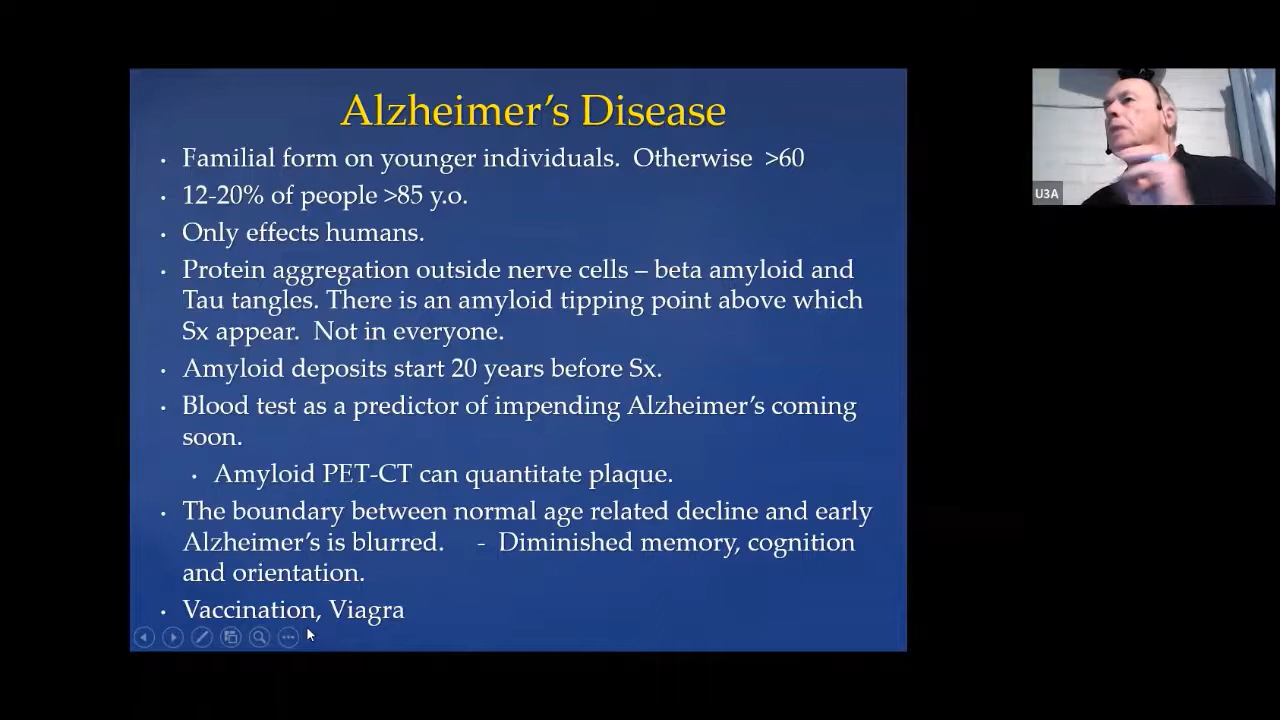 Alzheimer's Disease
• Familial form on younger individuals.  Otherwise  >60
• 12-20% of people >85 y.o.
• Only effects humans.
• Protein aggregation outside nerve cells – beta amyloid and
Tau tangles. There is an amyloid tipping point above which
Sx appear.  Not in everyone.
• Amyloid deposits start 20 years before Sx.
• Blood test as a predictor of impending Alzheimer's coming
soon.
• Amyloid PET-CT can quantitate plaque.
• The boundary between normal age related decline and early
Alzheimer's is blurred.    -  Diminished memory, cognition
and orientation.
• Vaccination, Viagra
U3A